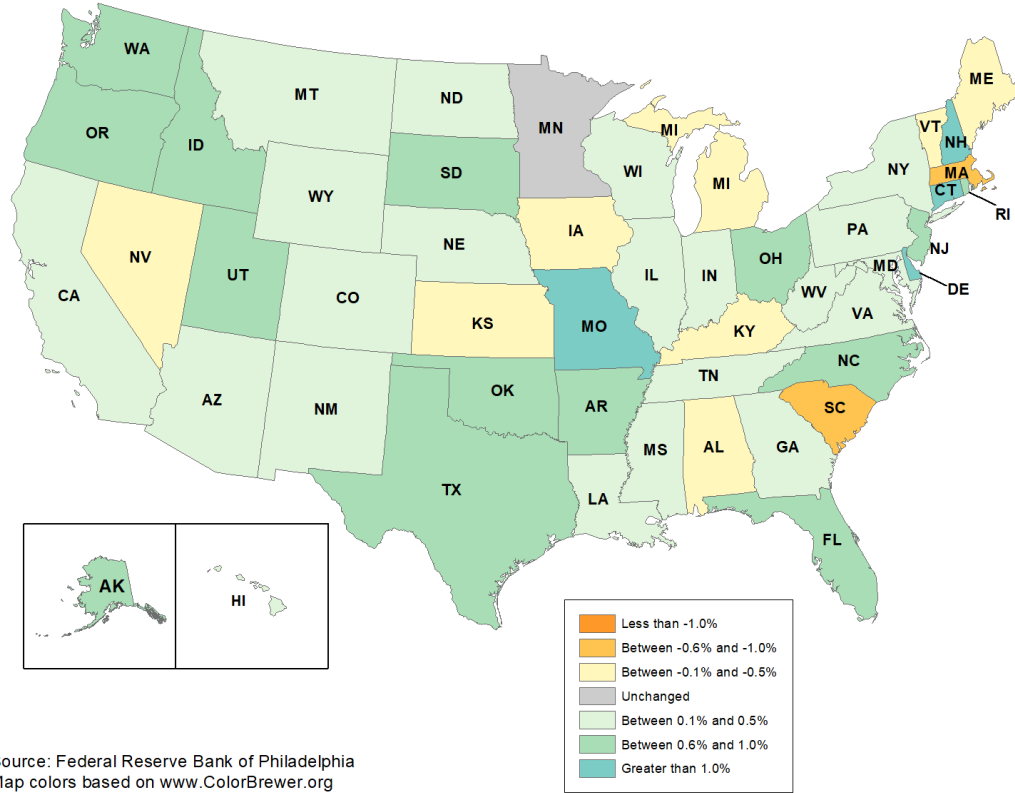 WA
MT
ND
MN
ME
OR
ID
SD
WI
MI
MI
VT
NH
NY
MA
CT
RI
WY
NE
IA
PA
NJ
NV
UT
CO
IL
IN
OH
MD
DE
CA
KS
MO
WV
VA
KY
AZ
NM
OK
AR
TN
NC
SC
MS
AL
GA
TX
LA
FL
AK
HI
Less than -1.0%
Between -0.6% and -1.0%
Between -0.1% and -0.5%
Unchanged
Between 0.1% and 0.5%
Between 0.6% and 1.0%
Greater than 1.0%
ource: Federal Reserve Bank of Philadelphia
Map colors based on www.ColorBrewer.org